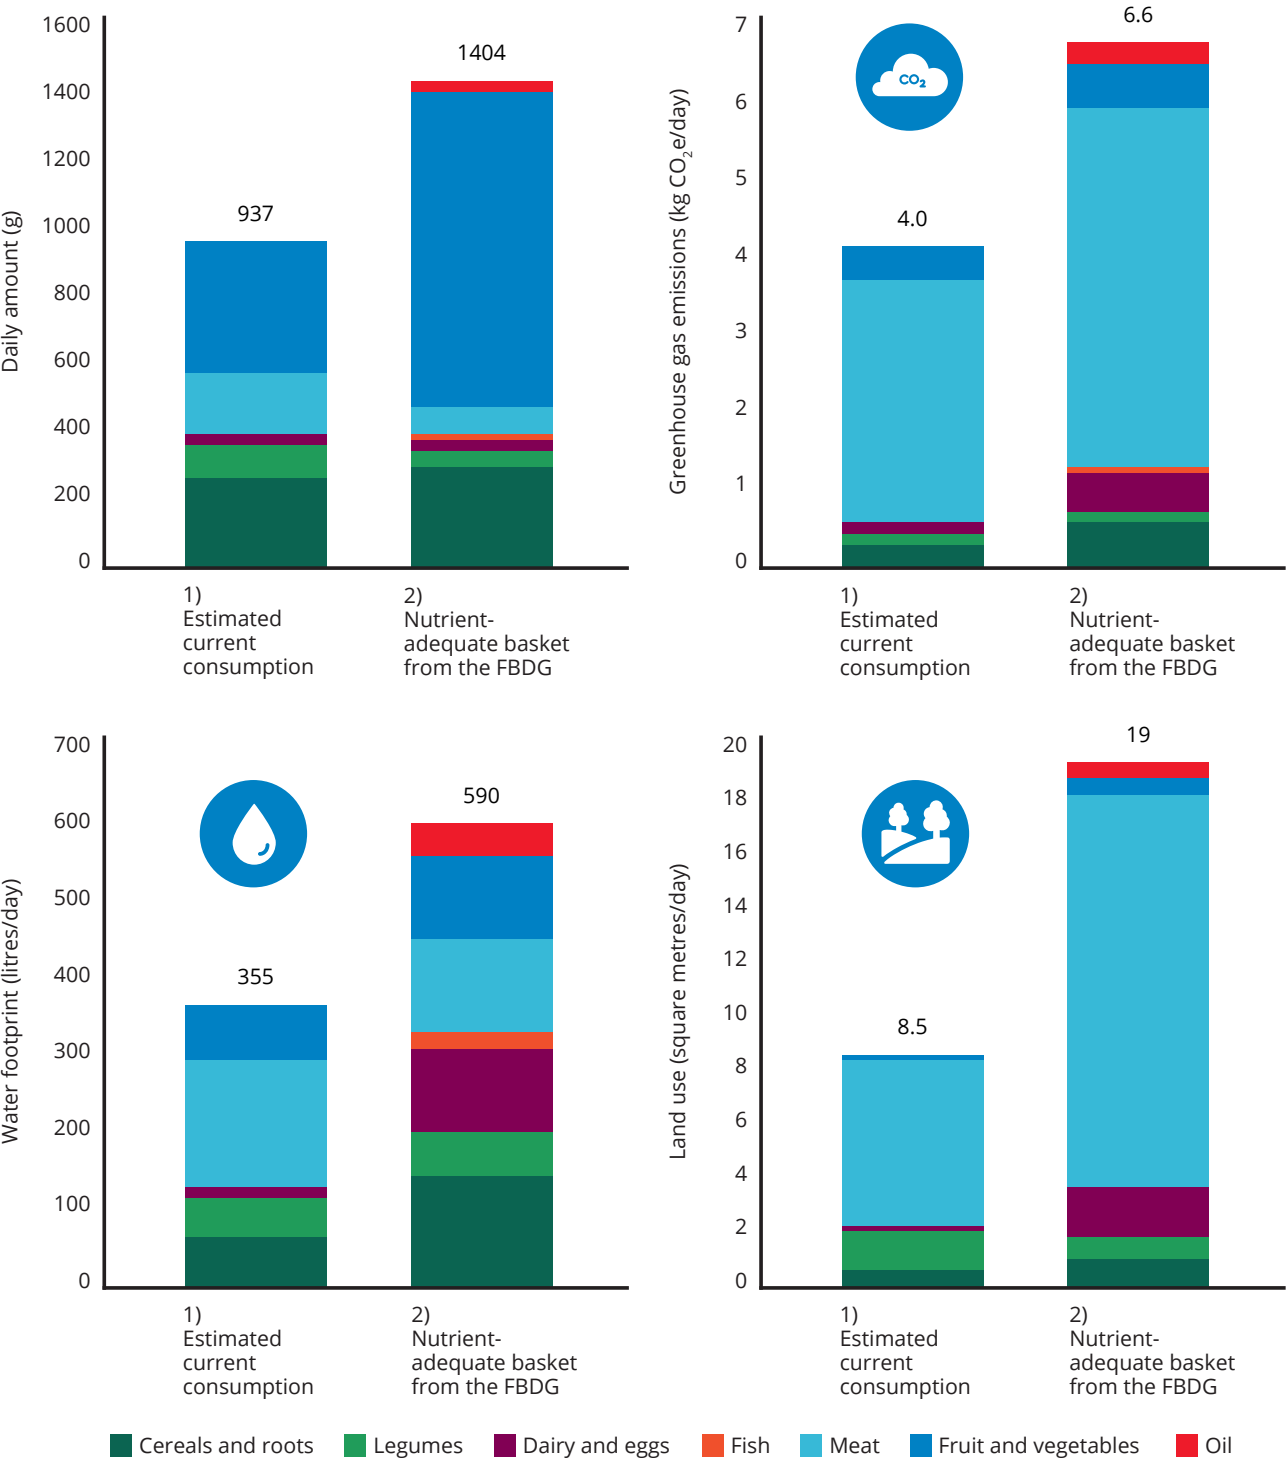 Daily amount (g)
1600
1400
1200
1000
800
600
400
200
0
937
1404
1)
Estimated
current
consumption
2)
Nutrient-
adequate basket
from the FBDG
Greenhouse gas emissions (kg CO2e/day)
7
6
5
4
3
2
1
0
CO2
4.0
6.6
1)
Estimated
current
consumption
2)
Nutrient-
adequate basket
from the FBDG
Water footprint (litres/day)
700
600
500
400
300
200
100
0
355
590
1)
Estimated
current
consumption
2)
Nutrient-
adequate basket
from the FBDG
Land use (square metres/day)
20
18
16
14
12
10
8
6
4
2
0
8.5
19
1)
Estimated
current
consumption
2)
Nutrient-
adequate basket
from the FBDG
Cereals and roots
Legumes
Dairy and eggs
Fish
Meat
Fruit and vegetables
Oil